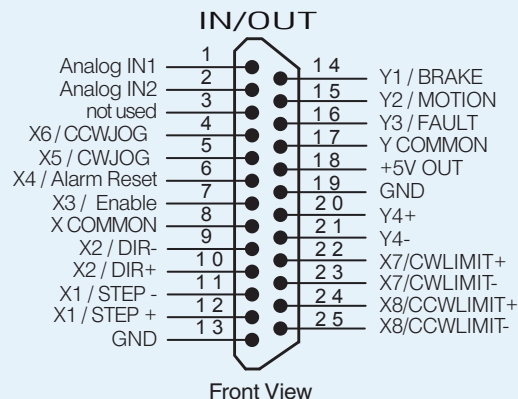 IN/OUT
Analog IN1 1
Analog IN2 2
not used 3
X6/CCWJOG 4
X5 / CWJOG 5
X4 / Alarm Reset 6
X3 / Enable 7
X COMMON 8
X2 / DIR- 9
X2 / DIR+ 10
X1 / STEP - 11
X1 / STEP + 12
GND 13
14 Y1 / BRAKE
15 Y2 / MOTION
16 Y3 / FAULT
17 Y COMMON
18 +5V OUT
19 GND
20 Y4+
21 Y4-
22 X7/CWLIMIT+
23 X7/CWLIMIT-
24 X8/CCWLIMIT+
25 X8/CCWLIMIT-
Front View